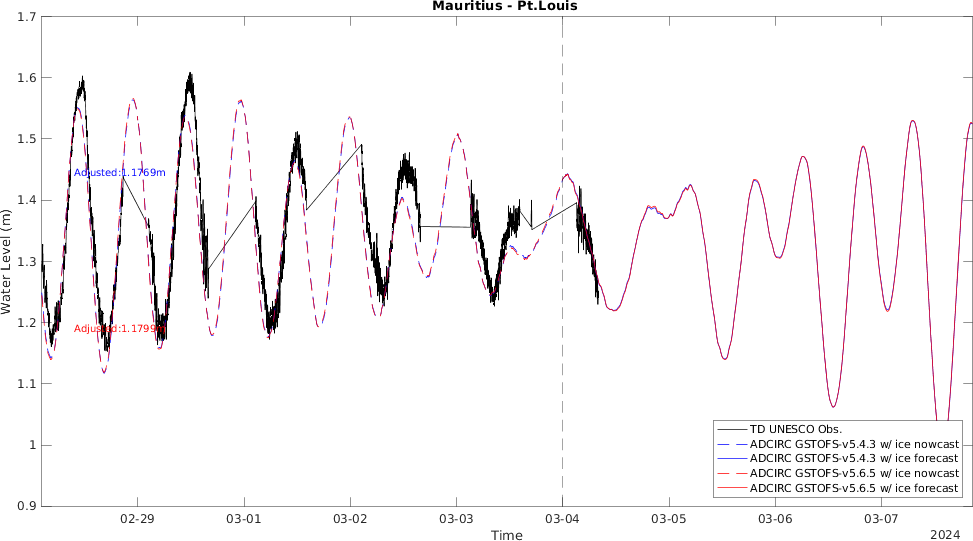 Mauritius - Pt.Louis
Water Level (m)
1.7
1.6
1.5
1.4
1.3
1.2
1.1
1
0.9
Adjusted:1.1769m
Adjusted:1.1799m
TD UNESCO Obs.
ADCIRC GSTOFS-v5.4.3 w/ ice nowcast
ADCIRC GSTOFS-v5.4.3 w/ ice forecast
ADCIRC GSTOFS-v5.6.5 w/ ice nowcast
ADCIRC GSTOFS-v5.6.5 w/ ice forecast
02-29 03-01 03-02 03-03 03-04 03-05 03-06 03-07
Time
2024